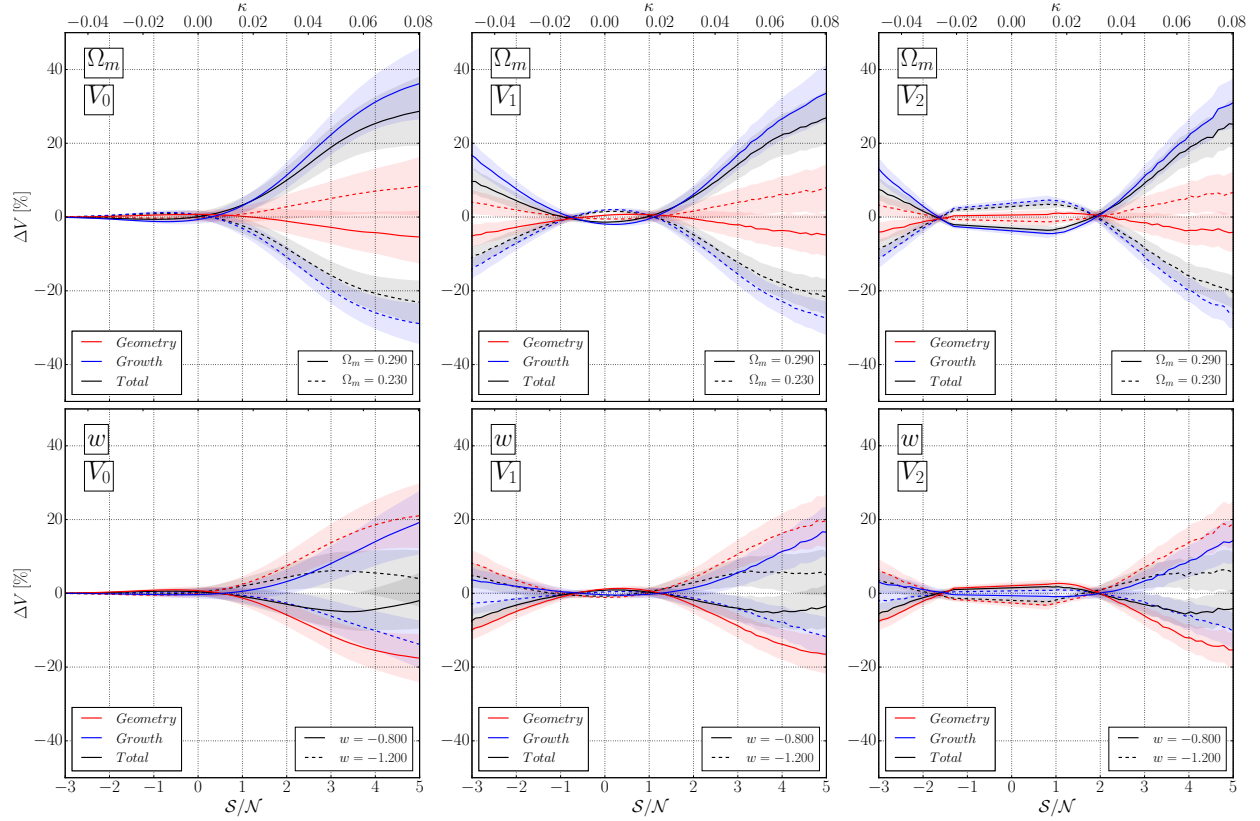 κ κ κ
−0.04 −0.02 0.00 0.02 0.04 0.06 0.08 −0.04 −0.02 0.00 0.02 0.04 0.06 0.08 −0.04 −0.02 0.00 0.02 0.04 0.06 0.08
Ω_m
V_0
Ω_m
V_1
Ω_m
V_2
ΔV [%]
40
20
0
−20
−40
Geometry
Growth
Total
Ω_m = 0.290
Ω_m = 0.230
Geometry
Growth
Total
Ω_m = 0.290
Ω_m = 0.230
Geometry
Growth
Total
Ω_m = 0.290
Ω_m = 0.230
w
V_0
w
V_1
w
V_2
ΔV [%]
40
20
0
−20
−40
Geometry
Growth
Total
w = −0.800
w = −1.200
Geometry
Growth
Total
w = −0.800
w = −1.200
Geometry
Growth
Total
w = −0.800
w = −1.200
−3 −2 −1 0 1 2 3 4 5 −3 −2 −1 0 1 2 3 4 5 −3 −2 −1 0 1 2 3 4 5
S/N S/N S/N